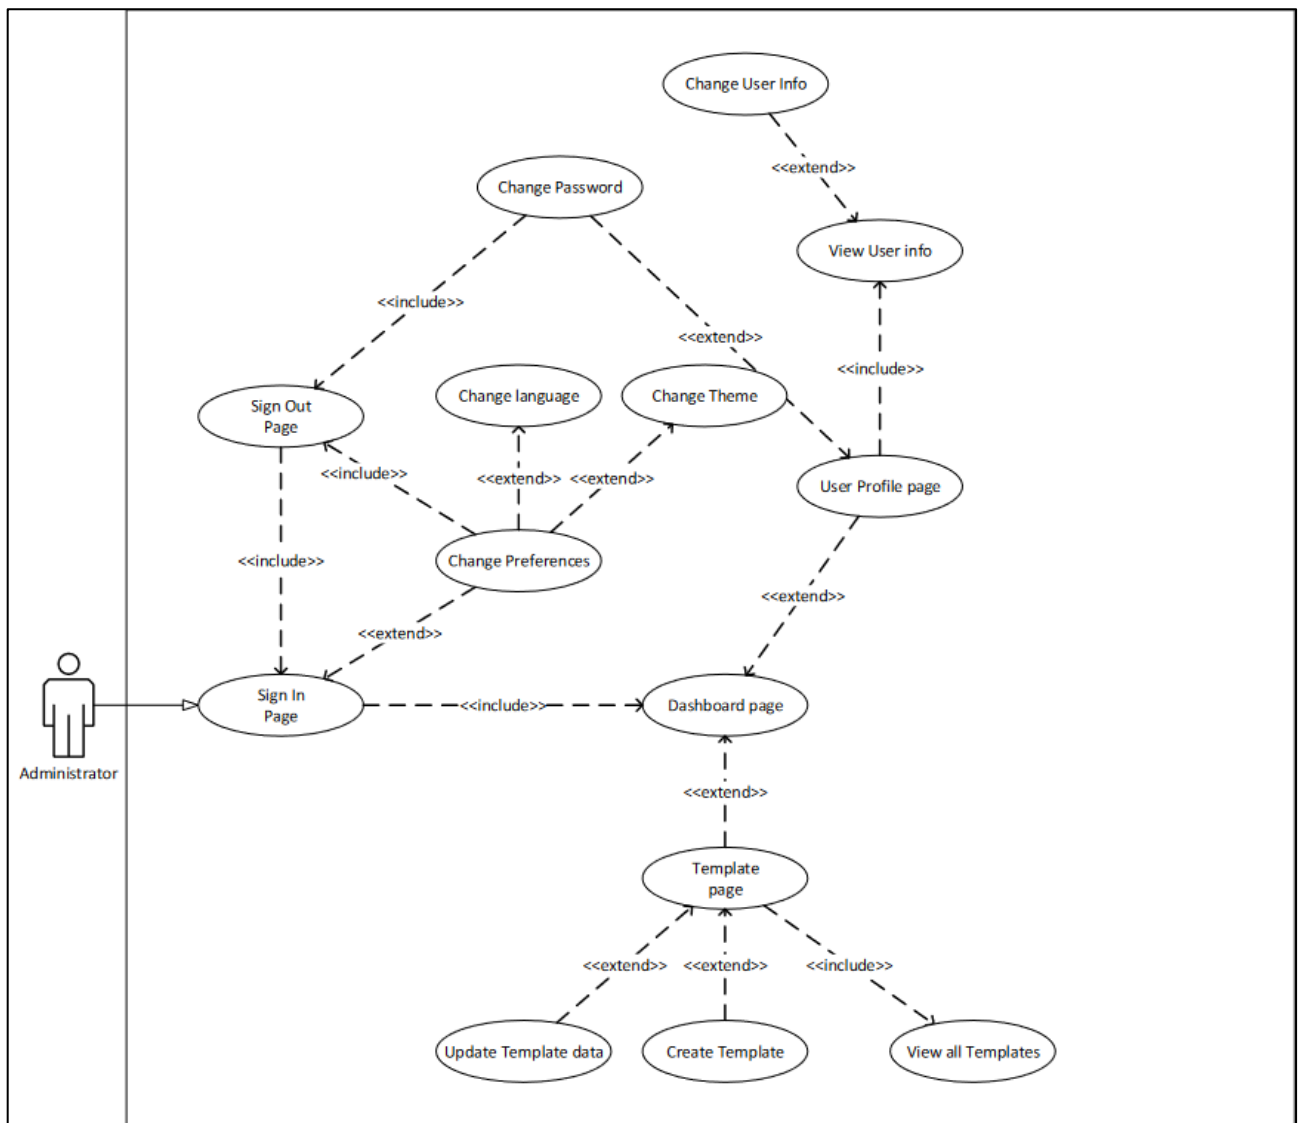 Change User Info
<<extend>>
Change Password
View User info
<<include>>
<<extend>>
<<include>>
Change language
Change Theme
Sign Out
Page
<<include>>
<<extend>>
<<extend>>
User Profile page
<<include>>
Change Preferences
<<extend>>
<<extend>>
Sign In
Page
<<include>>
Dashboard page
Administrator
<<extend>>
Template
page
<<extend>>
<<extend>>
<<include>>
Update Template data
Create Template
View all Templates